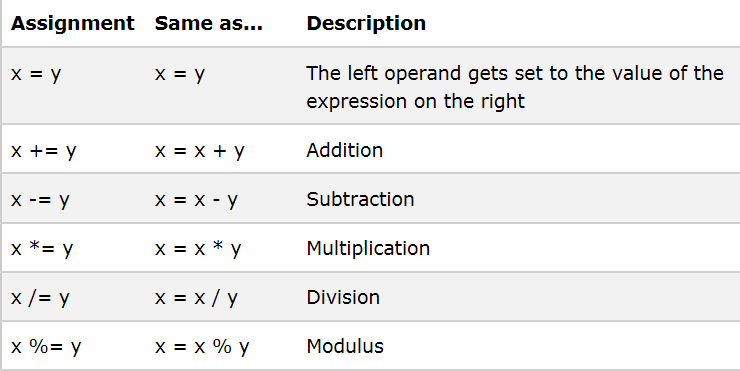 Assignment Same as... Description
x = y x = y The left operand gets set to the value of the
expression on the right
x += y x = x + y Addition
x -= y x = x - y Subtraction
x *= y x = x * y Multiplication
x /= y x = x / y Division
x %= y x = x % y Modulus